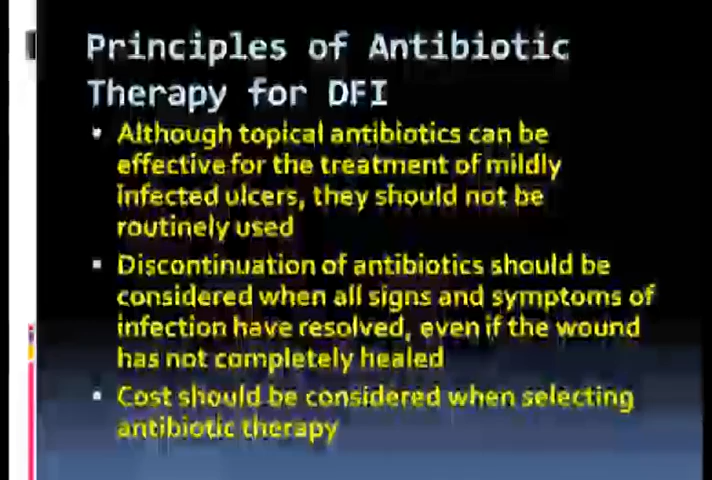 Principles of Antibiotic
Therapy for DFI
Although topical antibiotics can be
effective for the treatment of mildly
infected ulcers, they should not be
routinely used
Discontinuation of antibiotics should be
considered when all signs and symptoms of
infection have resolved, even if the wound
has not completely healed
Cost should be considered when selecting
antibiotic therapy